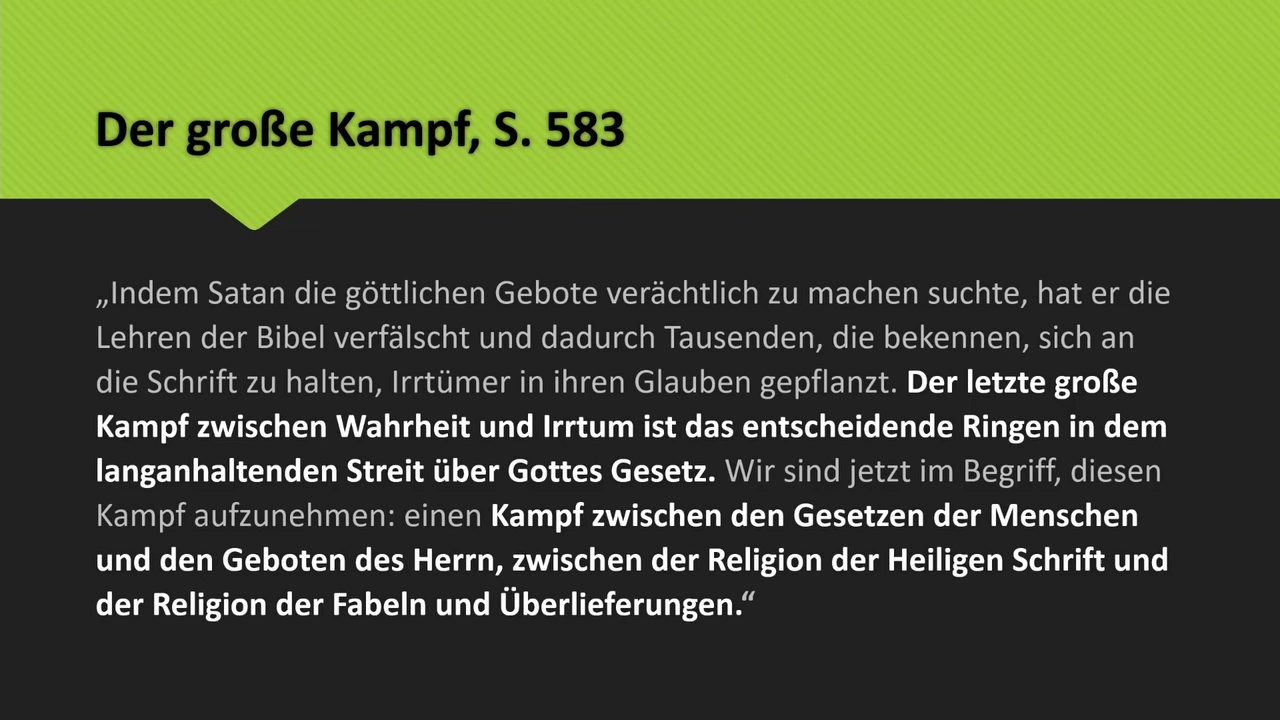 Der große Kampf, S. 583
„Indem Satan die göttlichen Gebote verächtlich zu machen suchte, hat er die
Lehren der Bibel verfälscht und dadurch Tausenden, die bekennen, sich an
die Schrift zu halten, Irrtümer in ihren Glauben gepflanzt. Der letzte große
Kampf zwischen Wahrheit und Irrtum ist das entscheidende Ringen in dem
langanhaltenden Streit über Gottes Gesetz. Wir sind jetzt im Begriff, diesen
Kampf aufzunehmen: einen Kampf zwischen den Gesetzen der Menschen
und den Geboten des Herrn, zwischen der Religion der Heiligen Schrift und
der Religion der Fabeln und Überlieferungen.“